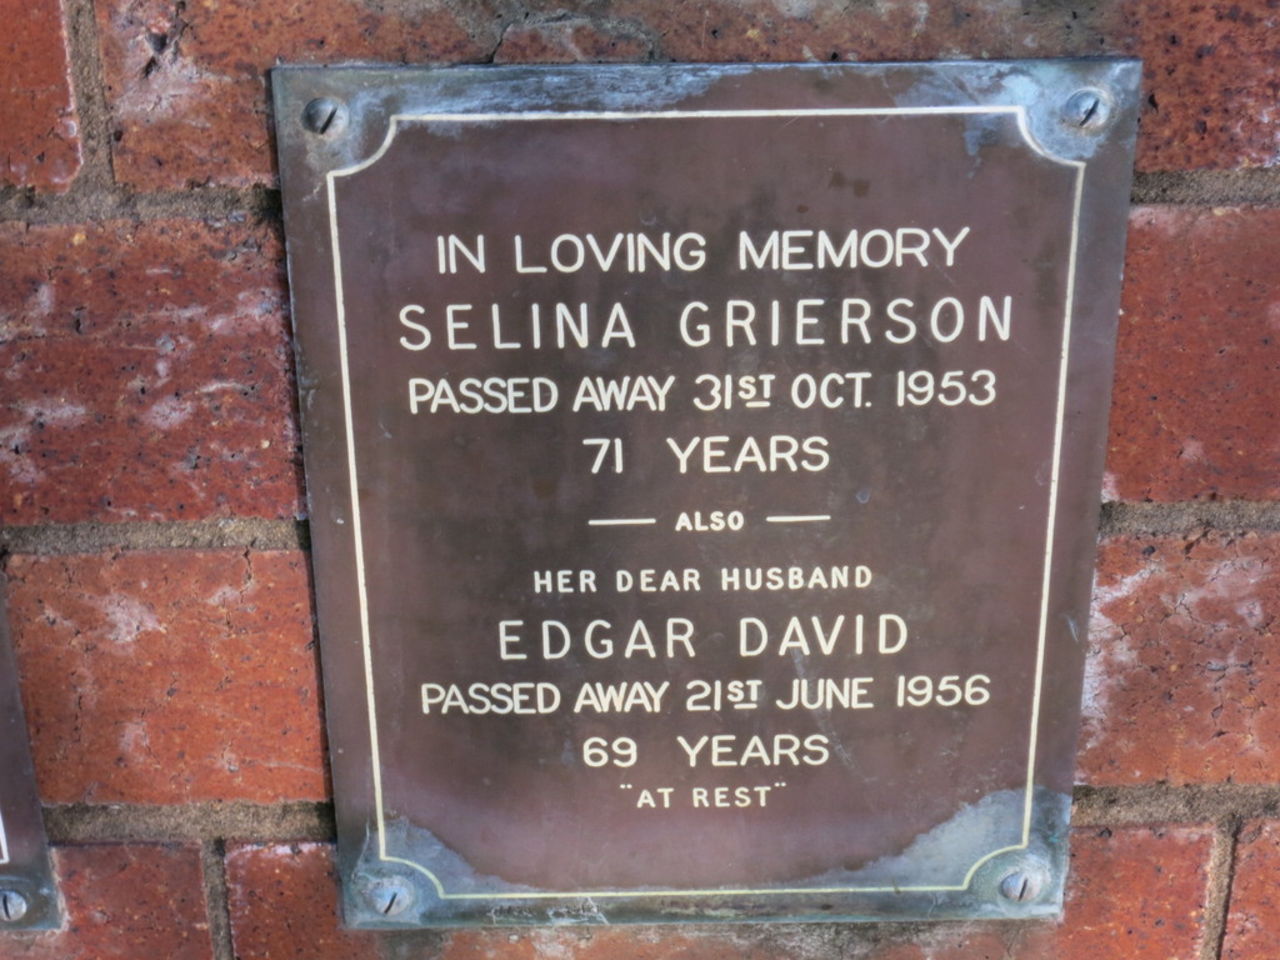 IN LOVING MEMORY
SELINA GRIERSON
PASSED AWAY 31ST OCT. 1953
71 YEARS
— ALSO —
HER DEAR HUSBAND
EDGAR DAVID
PASSED AWAY 21ST JUNE 1956
69 YEARS
"AT REST"